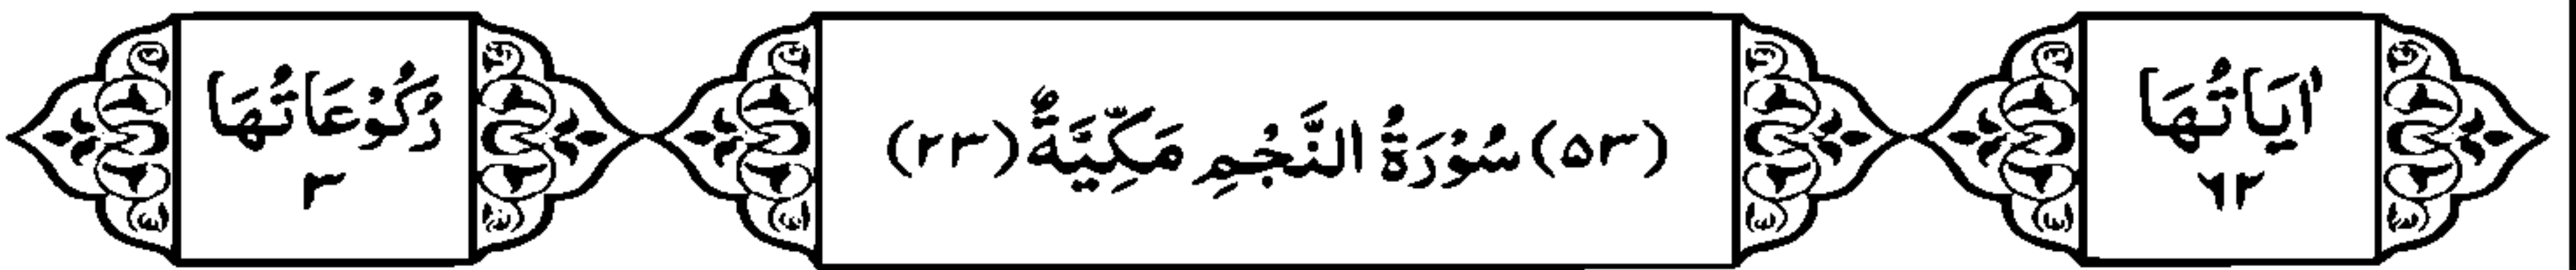 اٰيَاتُهَا
٦٢
(٥٣) سُوْرَةُ النَّجْمِ مَكِّيَّةٌ (٢٣)
رُكُوْعَاتُهَا
٣